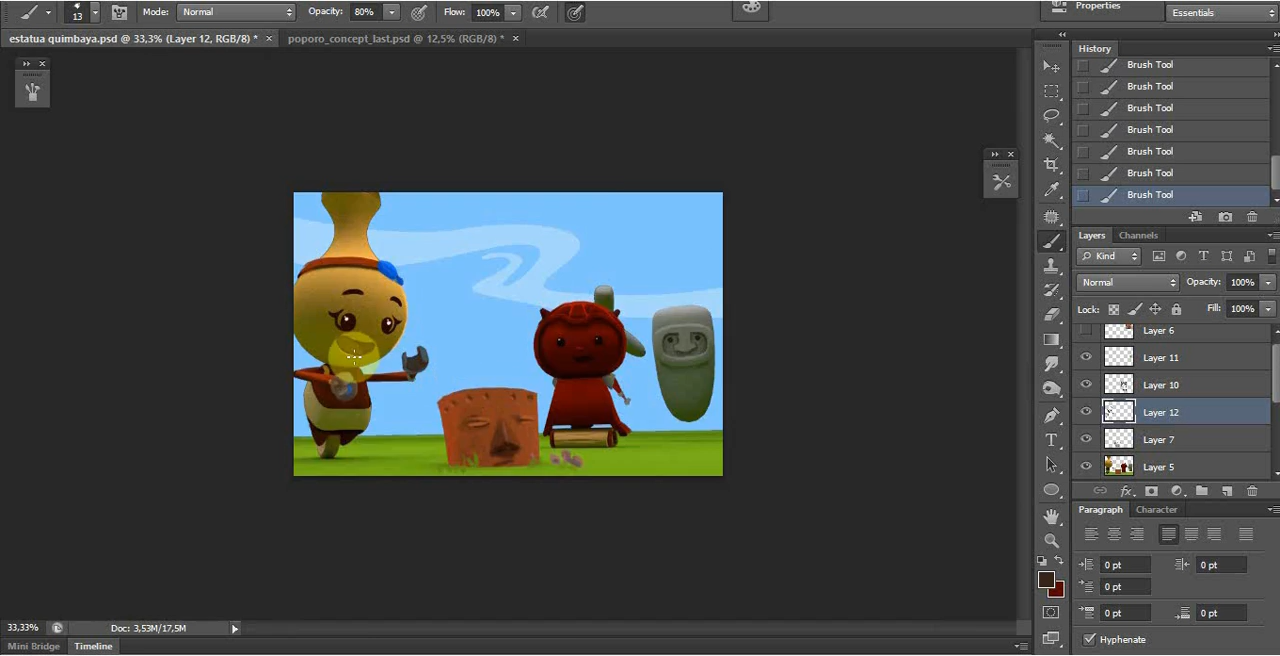 13 Mode: Normal Opacity: 80% Flow: 100% Properties Essentials
estatua quimbaya.psd @ 33,3% (Layer 12, RGB/8) * × poporo_concept_last.psd @ 12,5% (RGB/8) * ×
History
Brush Tool
Brush Tool
Brush Tool
Brush Tool
Brush Tool
Brush Tool
Brush Tool
Layers Channels
Kind
Normal Opacity: 100%
Lock: Fill: 100%
Layer 6
Layer 11
Layer 10
Layer 12
Layer 7
Layer 5
Paragraph Character
0 pt 0 pt
0 pt
0 pt 0 pt
Hyphenate
33,33% Doc: 3,53M/17,5M
Mini Bridge Timeline